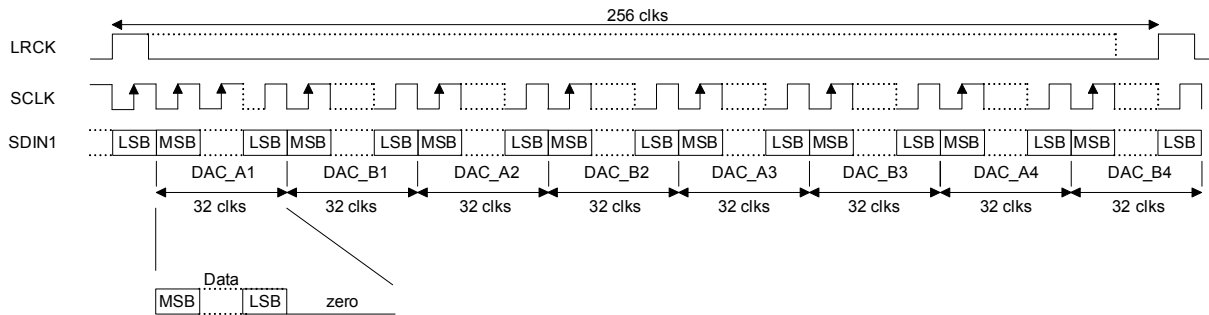 256 clks
LRCK
SCLK
SDIN1
LSB MSB LSB MSB LSB MSB LSB MSB LSB MSB LSB MSB LSB MSB LSB MSB LSB
DAC_A1 DAC_B1 DAC_A2 DAC_B2 DAC_A3 DAC_B3 DAC_A4 DAC_B4
32 clks 32 clks 32 clks 32 clks 32 clks 32 clks 32 clks 32 clks
Data
MSB LSB zero